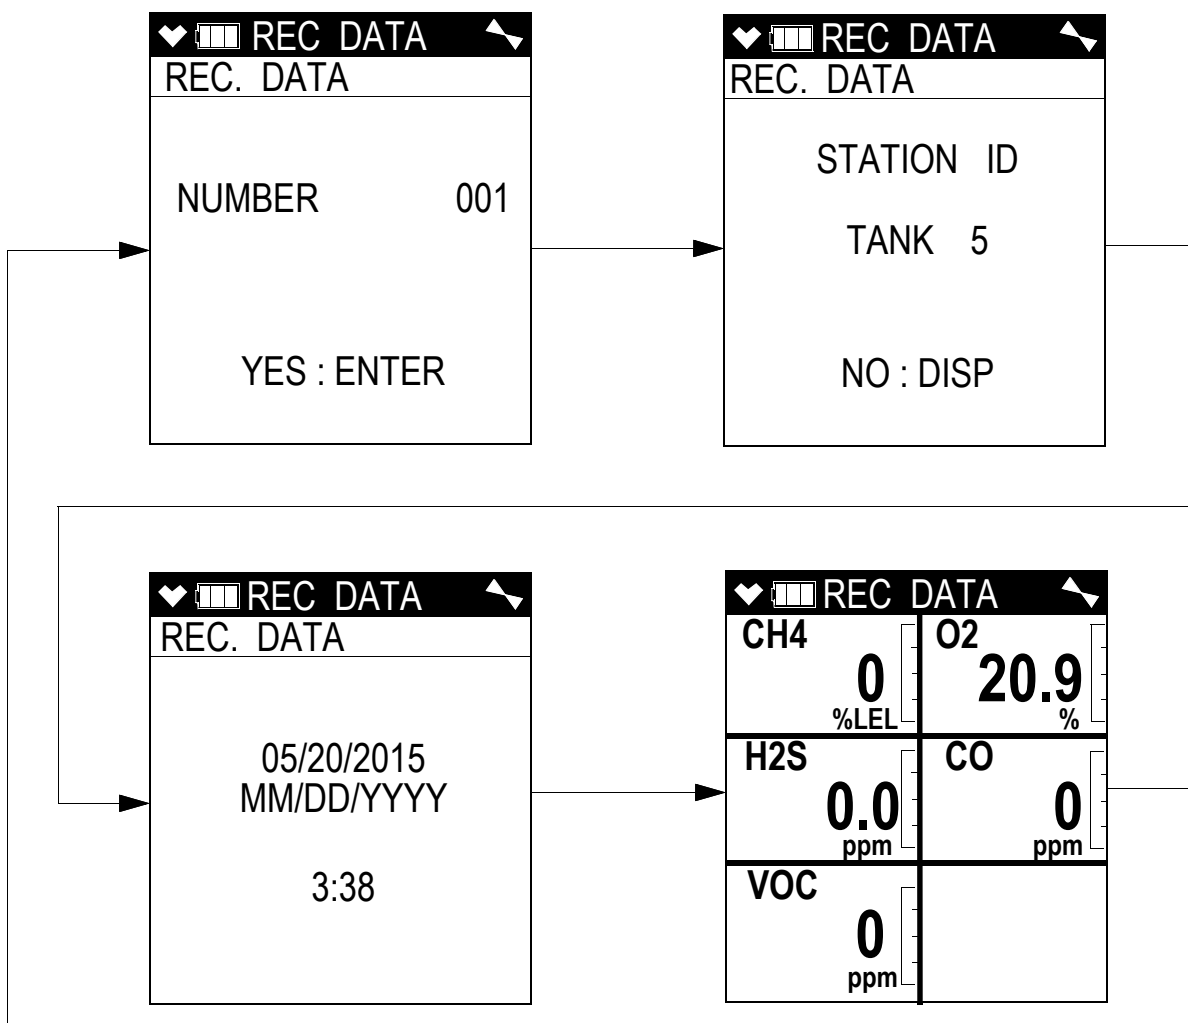 REC DATA
REC. DATA
NUMBER 001
YES : ENTER
REC DATA
REC. DATA
STATION ID
TANK 5
NO : DISP
REC DATA
REC. DATA
05/20/2015
MM/DD/YYYY
3:38
REC DATA
CH4
0
%LEL
O2
20.9
%
H2S
0.0
ppm
CO
0
ppm
VOC
0
ppm